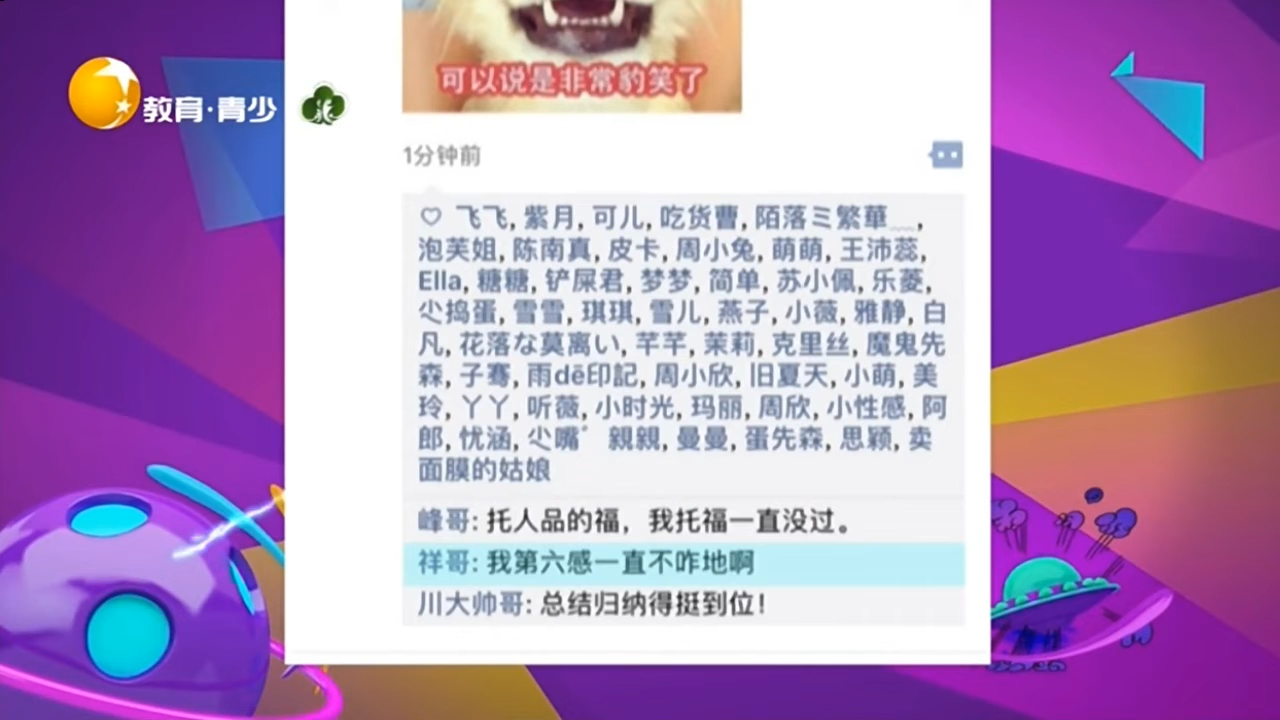 可以说是非常豹笑了
教育·青少
1分钟前
♡ 飞飞, 紫月, 可儿, 吃货曹, 陌落ミ繁華﹏,
泡芙姐, 陈南真, 皮卡, 周小兔, 萌萌, 王沛蕊,
Ella, 糖糖, 铲屎君, 梦梦, 简单, 苏小佩, 乐菱,
尐捣蛋, 雪雪, 琪琪, 雪儿, 燕子, 小薇, 雅静, 白
凡, 花落な莫离い, 芊芊, 茉莉, 克里丝, 魔鬼先
森, 子骞, 雨dē印記, 周小欣, 旧夏天, 小萌, 美
玲, 丫丫, 听薇, 小时光, 玛丽, 周欣, 小性感, 阿
郎, 忧涵, 尐嘴゜親親, 曼曼, 蛋先森, 思颖, 卖
面膜的姑娘
峰哥: 托人品的福，我托福一直没过。
祥哥: 我第六感一直不咋地啊
川大帅哥: 总结归纳得挺到位！